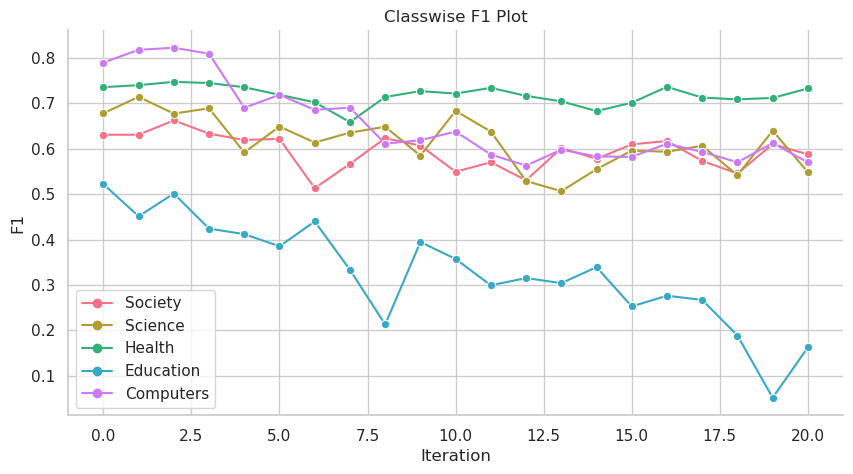 Classwise F1 Plot
F1
0.8
0.7
0.6
0.5
0.4
0.3
0.2
0.1
Society
Science
Health
Education
Computers
0.0 2.5 5.0 7.5 10.0 12.5 15.0 17.5 20.0
Iteration